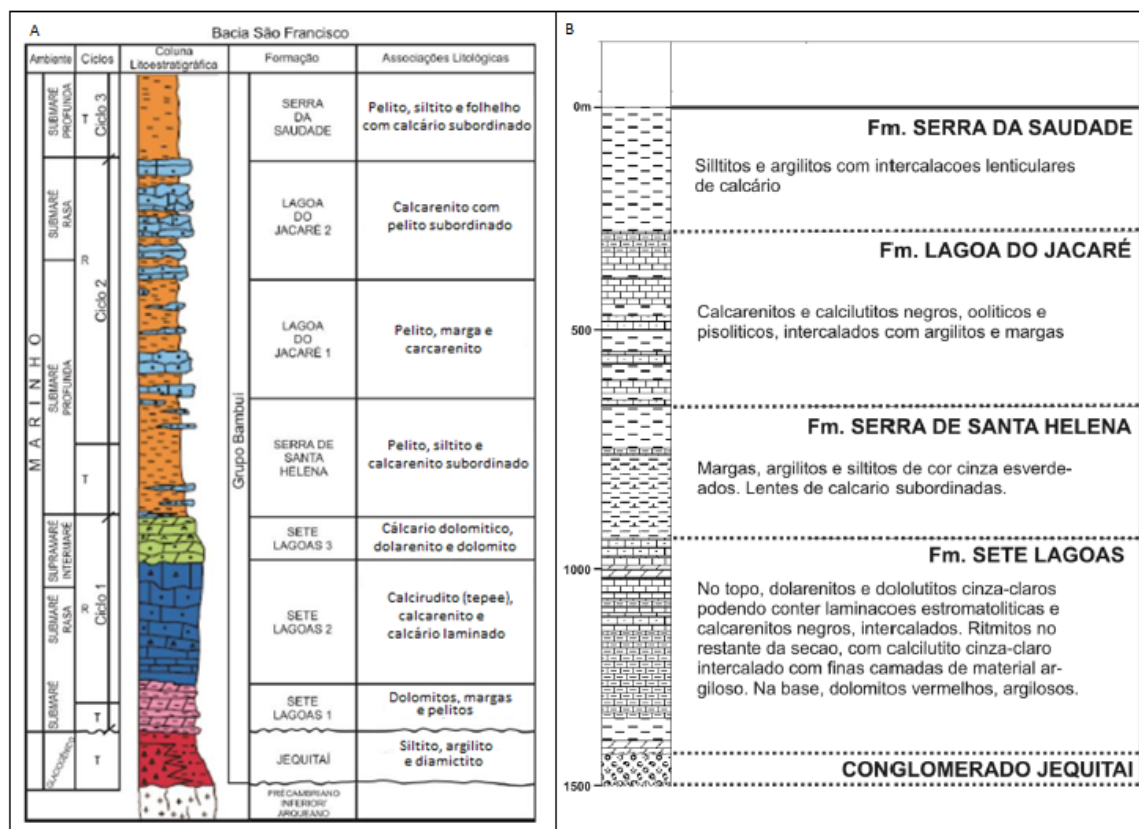 A
Bacia São Francisco
Ambiente
Ciclos
Coluna
Litoestratigráfica
Formação
Associações Litológicas
MARINHO
SUBMARÉ
PROFUNDA
T
Ciclo 3
SERRA
DA
SAUDADE
Pelito, siltito e folhelho
com calcário subordinado
SUBMARÉ
RASA
R
Ciclo 2
LAGOA
DO
JACARÉ 2
Calcarenito com
pelito subordinado
SUBMARÉ
PROFUNDA
LAGOA
DO
JACARÉ 1
Pelito, marga e
carcarenito
T
Grupo Bambuí
SERRA DE
SANTA
HELENA
Pelito, siltito e
calcarenito subordinado
SUPRAMARÉ
INTERMARÉ
R
Ciclo 1
SETE
LAGOAS 3
Cálcario dolomítico,
dolarenito e dolomito
SUBMARÉ
RASA
SETE
LAGOAS 2
Calcirudito (tepee),
calcarenito e
calcário laminado
SUBMARÉ
T
SETE
LAGOAS 1
Dolomitos, margas
e pelitos
GLACIOGÊNICO
T
JEQUITAÍ
Siltito, argilito
e diamictito
PRÉCAMBRIANO
INFERIOR/
ARQUEANO
B
0m
Fm. SERRA DA SAUDADE
Silltitos e argilitos com intercalacoes lenticulares
de calcário
Fm. LAGOA DO JACARÉ
Calcarenitos e calcilutitos negros, ooliticos e
pisoliticos, intercalados com argilitos e margas
500
Fm. SERRA DE SANTA HELENA
Margas, argilitos e siltitos de cor cinza esverde-
ados. Lentes de calcario subordinadas.
Fm. SETE LAGOAS
1000
No topo, dolarenitos e dololutitos cinza-claros
podendo conter laminacoes estromatoliticas e
calcarenitos negros, intercalados. Ritmitos no
restante da secao, com calcilutito cinza-claro
intercalado com finas camadas de material ar-
giloso. Na base, dolomitos vermelhos, argilosos.
CONGLOMERADO JEQUITAI
1500